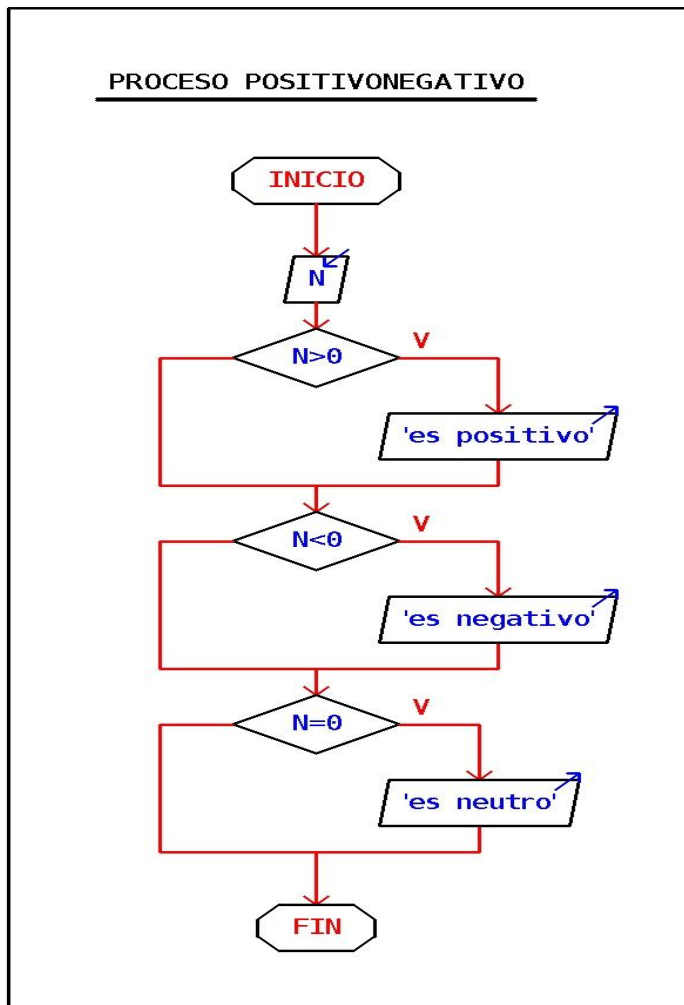 PROCESO POSITIVONEGATIVO
INICIO
N
N>0
V
'es positivo'
N<0
V
'es negativo'
N=0
V
'es neutro'
FIN